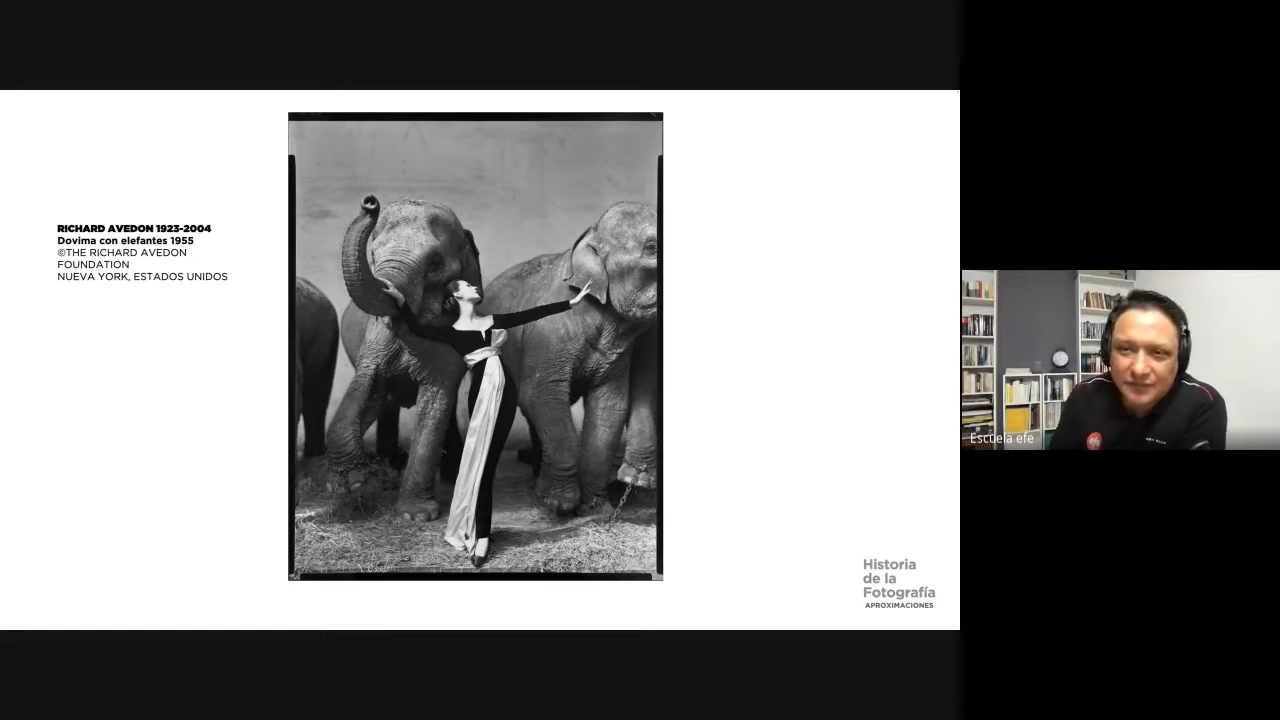 RICHARD AVEDON 1923-2004
Dovima con elefantes 1955
©THE RICHARD AVEDON
FOUNDATION
NUEVA YORK, ESTADOS UNIDOS
Historia
de la
Fotografía
APROXIMACIONES
Escuela efe